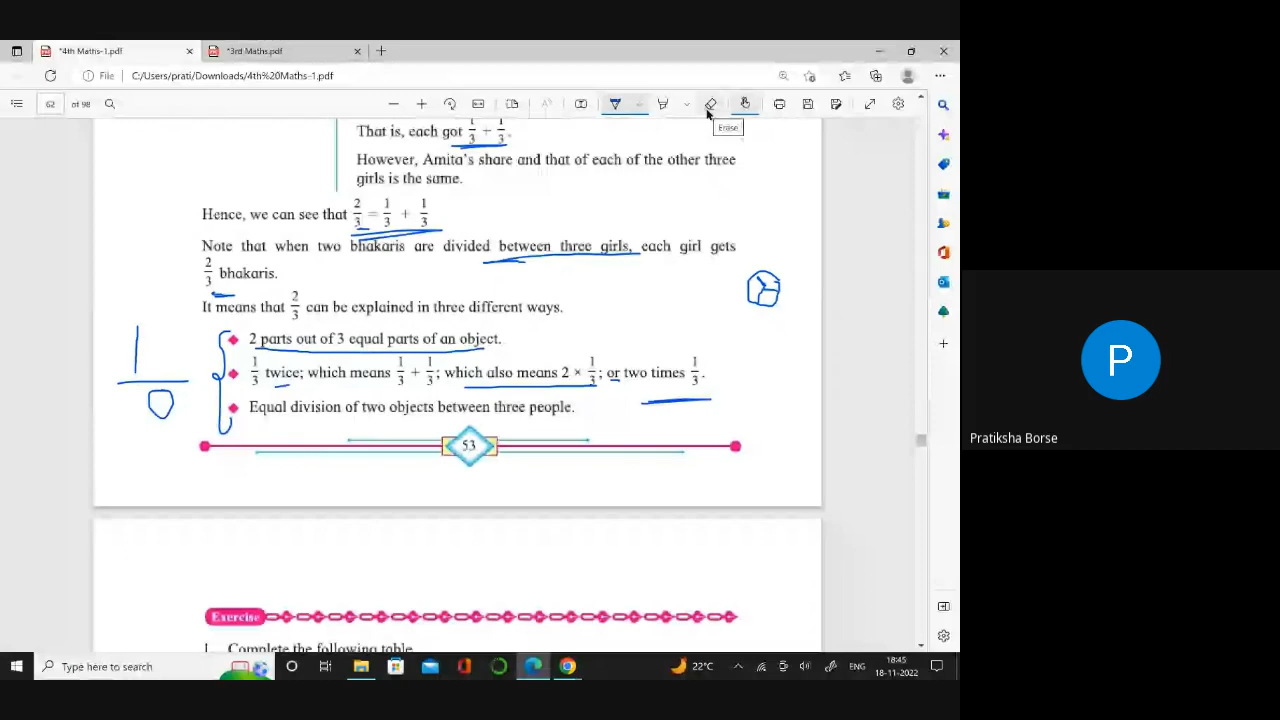 *4th Maths-1.pdf
*3rd Maths.pdf
File C:/Users/prati/Downloads/4th%20Maths-1.pdf
62 of 98
Erase
That is, each got 1/3 + 1/3.
However, Amita's share and that of each of the other three
girls is the same.
Hence, we can see that 2/3 = 1/3 + 1/3
Note that when two bhakaris are divided between three girls, each girl gets
2/3 bhakaris.
It means that 2/3 can be explained in three different ways.
◆ 2 parts out of 3 equal parts of an object.
◆ 1/3 twice; which means 1/3 + 1/3; which also means 2 × 1/3; or two times 1/3.
◆ Equal division of two objects between three people.
1
0
53
Exercise
1. Complete the following table
P
Pratiksha Borse
Type here to search
22°C
ENG
18:45
18-11-2022